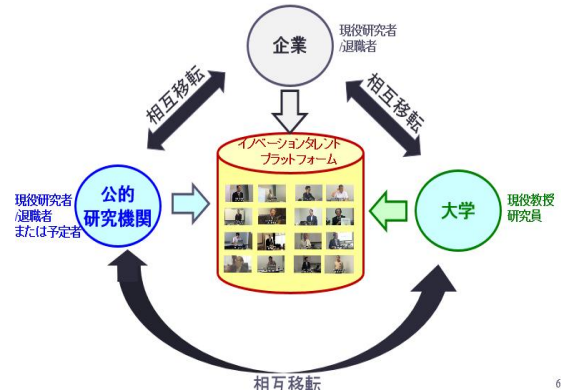 企業
現役研究者
/退職者
相互移転
相互移転
イノベーションタレント
プラットフォーム
公的
研究機関
現役研究者
/退職者
または予定者
大学
現役教授
研究員
相互移転
6